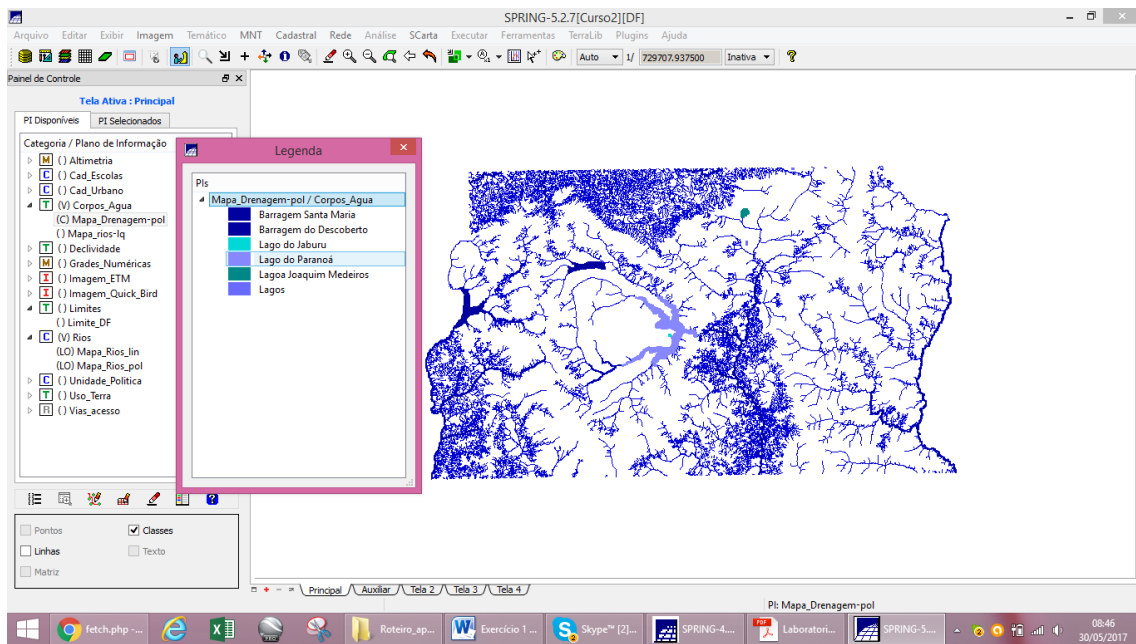 SPRING-5.2.7[Curso2][DF]
Arquivo Editar Exibir Imagem Temático MNT Cadastral Rede Análise SCarta Executar Ferramentas TerraLib Plugins Ajuda
Auto 1/ 729707.937500 Inativa
Painel de Controle
Tela Ativa : Principal
PI Disponíveis PI Selecionados
Categoria / Plano de Informação
M () Altimetria
C () Cad_Escolas
C () Cad_Urbano
T (V) Corpos_Agua
(C) Mapa_Drenagem-pol
() Mapa_rios-lq
T () Declividade
M () Grades_Numéricas
I () Imagem_ETM
I () Imagem_Quick_Bird
T () Limites
() Limite_DF
C (V) Rios
(LO) Mapa_Rios_lin
(LO) Mapa_Rios_pol
C () Unidade_Politica
T () Uso_Terra
R () Vias_acesso
Legenda
PIs
Mapa_Drenagem-pol / Corpos_Agua
Barragem Santa Maria
Barragem do Descoberto
Lago do Jaburu
Lago do Paranoá
Lagoa Joaquim Medeiros
Lagos
Pontos Classes
Linhas Texto
Matriz
Principal Auxiliar Tela 2 Tela 3 Tela 4
PI: Mapa_Drenagem-pol
fetch.php -... Roteiro_ap... Exercício 1 ... Skype™ [2]... SPRING-4.... Laboratori... SPRING-5.... 08:46
30/05/2017